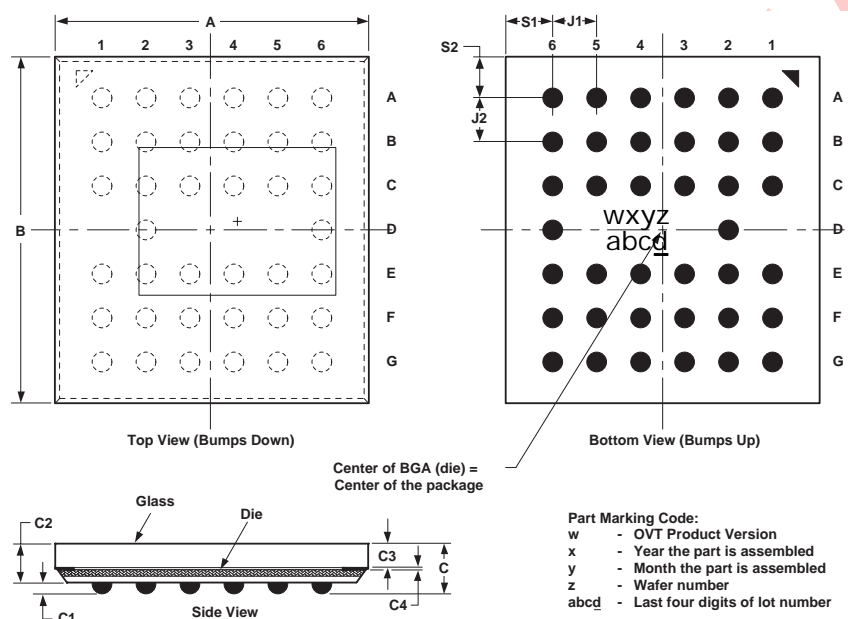 A
1 2 3 4 5 6
A
B
C
D
E
F
G
B
Top View (Bumps Down)
S1 J1
6 5 4 3 2 1
S2
J2
A
B
C
D
E
F
G
wxyz
abcd
Bottom View (Bumps Up)
Center of BGA (die) =
Center of the package
Glass
Die
C2
C3
C
C4
C1
Side View
Part Marking Code:
w - OVT Product Version
x - Year the part is assembled
y - Month the part is assembled
z - Wafer number
abcd - Last four digits of lot number